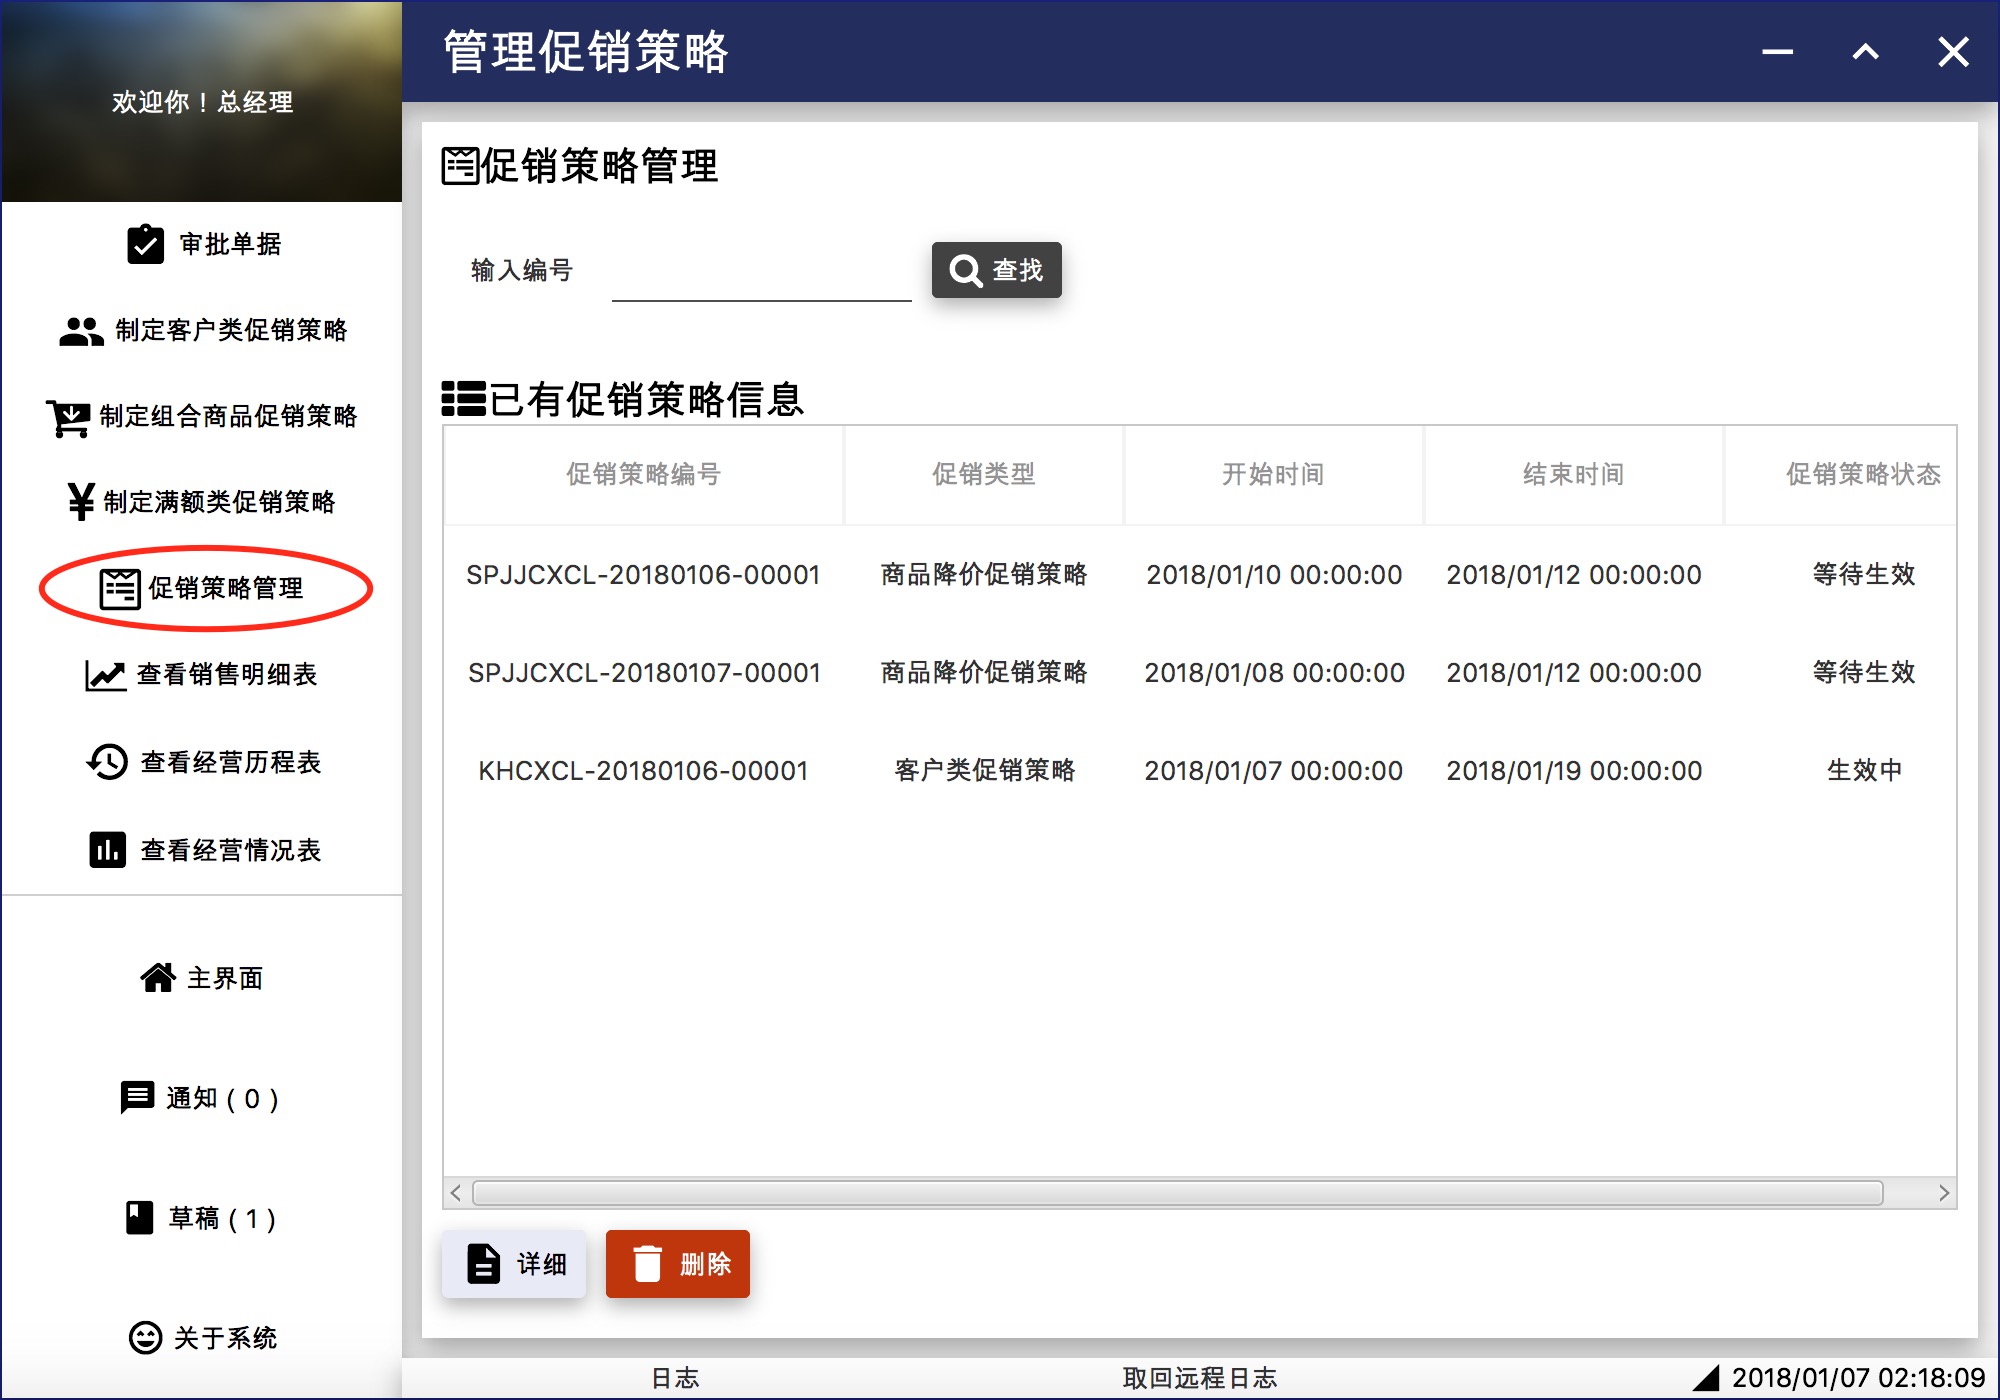 欢迎你！总经理
审批单据
制定客户类促销策略
制定组合商品促销策略
制定满额类促销策略
促销策略管理
查看销售明细表
查看经营历程表
查看经营情况表
主界面
通知 ( 0 )
草稿 ( 1 )
关于系统
管理促销策略
促销策略管理
输入编号 查找
已有促销策略信息
促销策略编号 促销类型 开始时间 结束时间 促销策略状态
SPJJCXCL-20180106-00001 商品降价促销策略 2018/01/10 00:00:00 2018/01/12 00:00:00 等待生效
SPJJCXCL-20180107-00001 商品降价促销策略 2018/01/08 00:00:00 2018/01/12 00:00:00 等待生效
KHCXCL-20180106-00001 客户类促销策略 2018/01/07 00:00:00 2018/01/19 00:00:00 生效中
详细 删除
日志 取回远程日志 2018/01/07 02:18:09